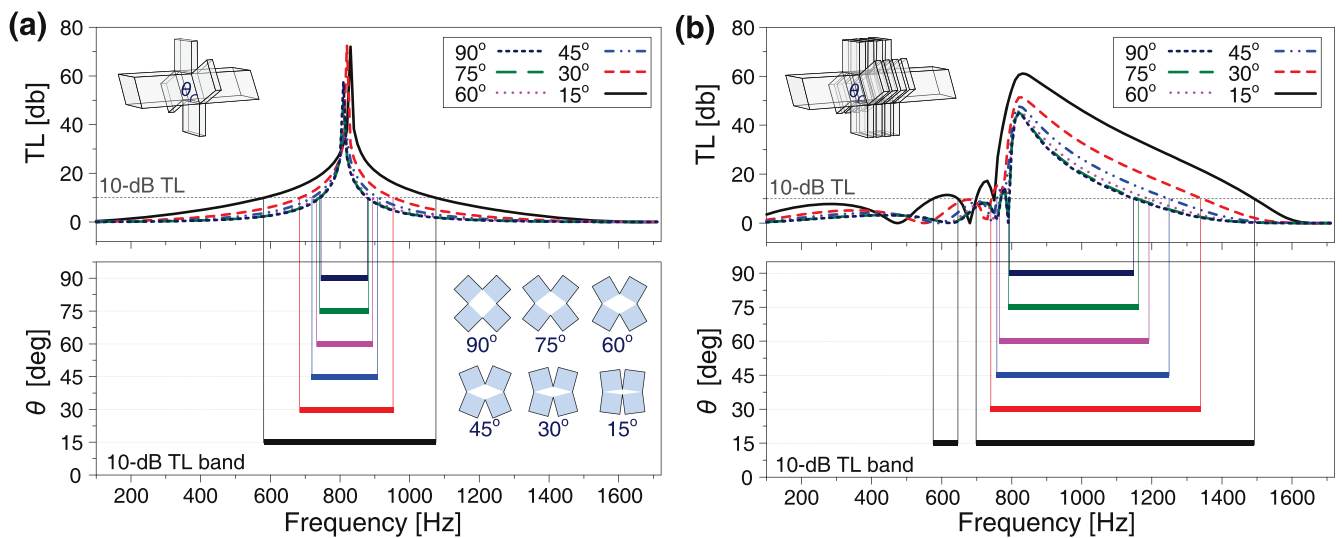 (a)
80
60
40
20
0
TL [db]
θ
90° 45°
75° 30°
60° 15°
10-dB TL
90
75
60
45
30
15
0
θ [deg]
90° 75° 60°
45° 30° 15°
10-dB TL band
200 400 600 800 1000 1200 1400 1600
Frequency [Hz]
(b)
80
60
40
20
0
TL [db]
θ
90° 45°
75° 30°
60° 15°
10-dB TL
90
75
60
45
30
15
0
θ [deg]
10-dB TL band
200 400 600 800 1000 1200 1400 1600
Frequency [Hz]